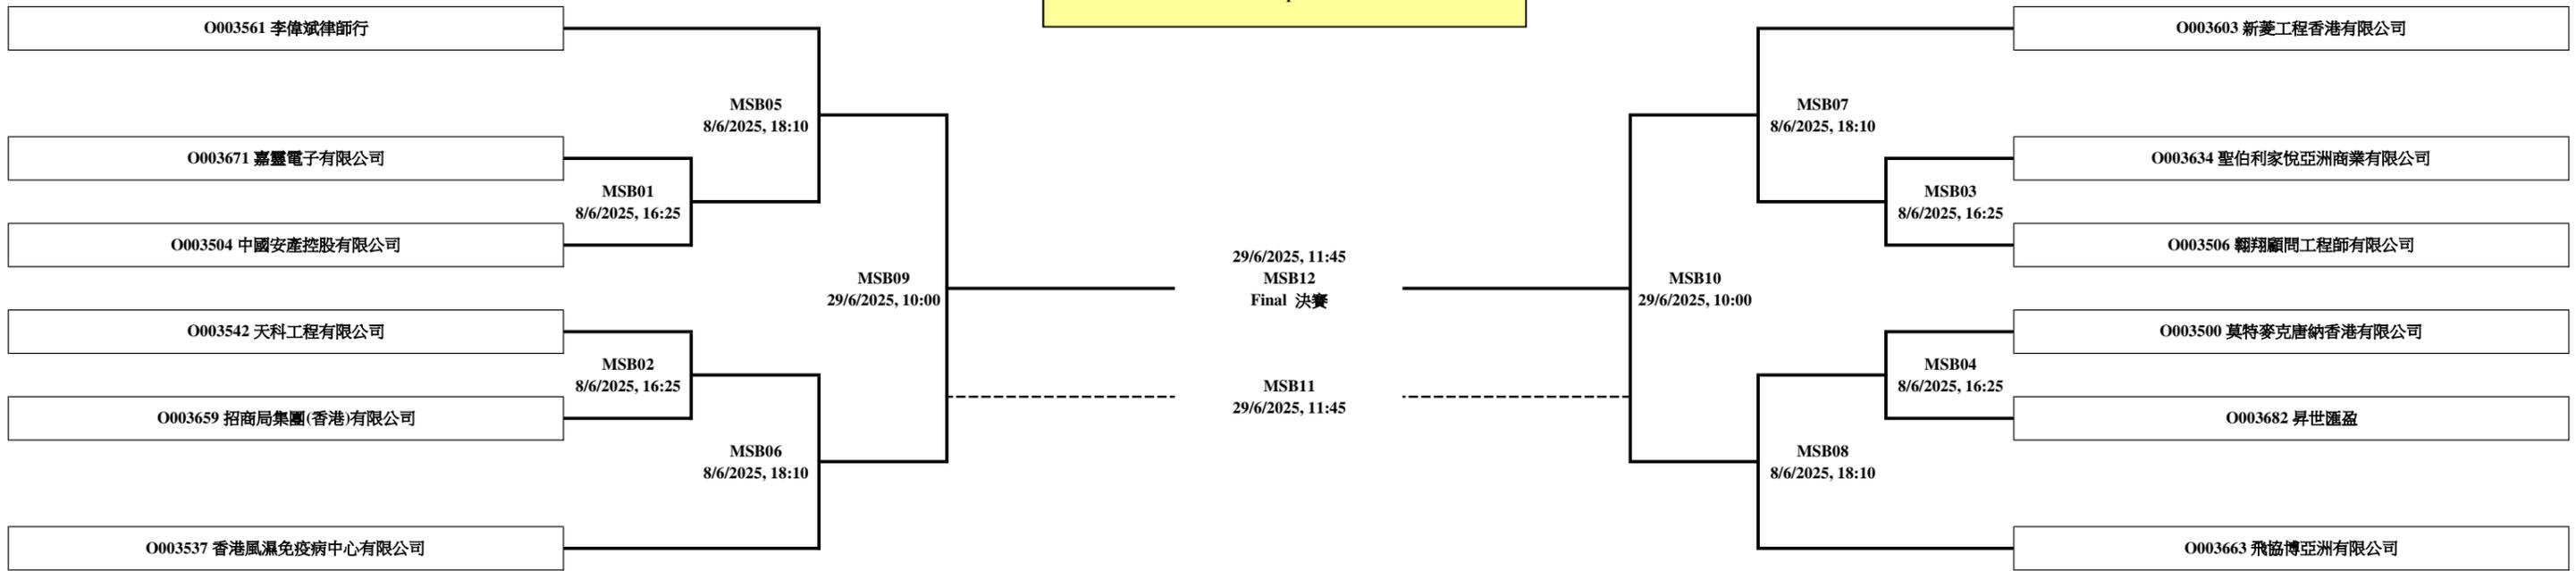 O003561 李偉斌律師行
O003603 新菱工程香港有限公司
MSB05
8/6/2025, 18:10
MSB07
8/6/2025, 18:10
O003671 嘉靈電子有限公司
O003634 聖伯利家悅亞洲商業有限公司
MSB01
8/6/2025, 16:25
MSB03
8/6/2025, 16:25
O003504 中國安產控股有限公司
O003506 翱翔顧問工程師有限公司
MSB09
29/6/2025, 10:00
29/6/2025, 11:45
MSB12
Final 決賽
MSB10
29/6/2025, 10:00
O003542 天科工程有限公司
O003500 莫特麥克唐納香港有限公司
MSB02
8/6/2025, 16:25
MSB11
29/6/2025, 11:45
MSB04
8/6/2025, 16:25
O003659 招商局集團(香港)有限公司
O003682 昇世匯盈
MSB06
8/6/2025, 18:10
MSB08
8/6/2025, 18:10
O003537 香港風濕免疫病中心有限公司
O003663 飛協博亞洲有限公司